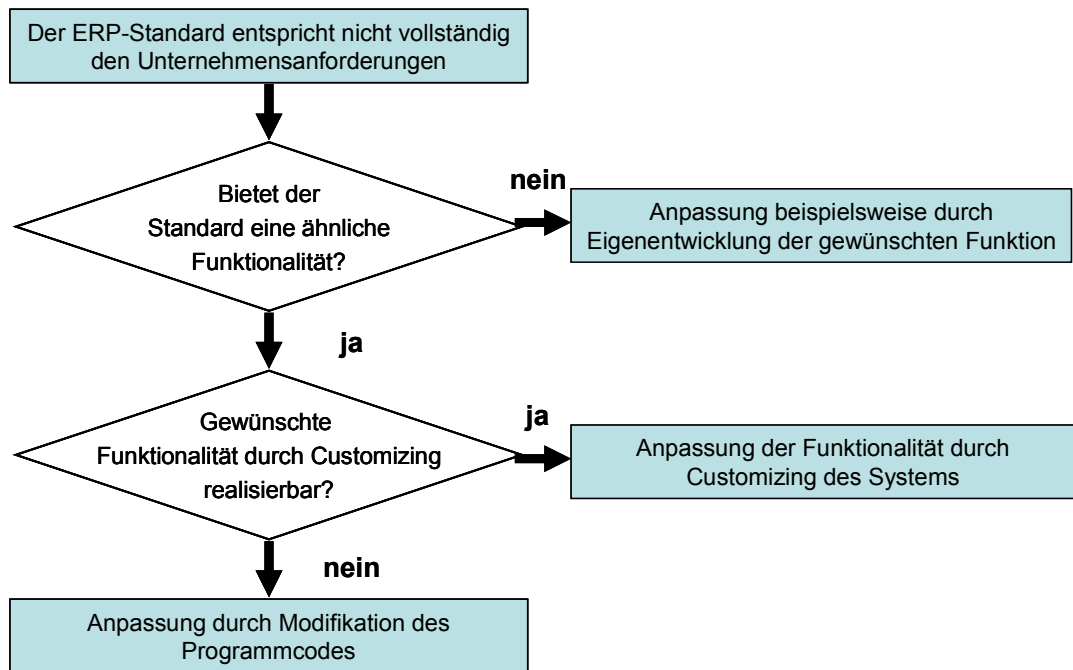 Der ERP-Standard entspricht nicht vollständig
den Unternehmensanforderungen
Bietet der
Standard eine ähnliche
Funktionalität?
nein
Anpassung beispielsweise durch
Eigenentwicklung der gewünschten Funktion
ja
Gewünschte
Funktionalität durch Customizing
realisierbar?
ja
Anpassung der Funktionalität durch
Customizing des Systems
nein
Anpassung durch Modifikation des
Programmcodes